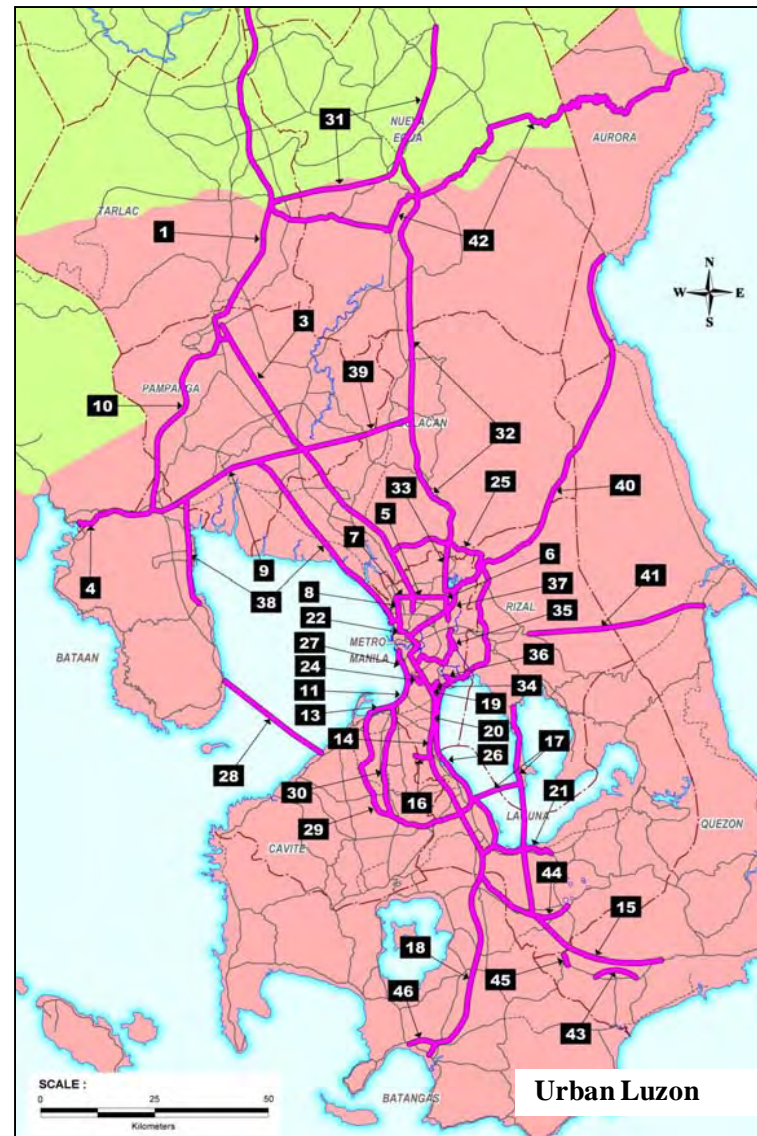 31
NUEVA
ECIJA
AURORA
TARLAC
1
42
N
W E
S
3
39
PAMPANGA
10
BULACAN
32
33
25
5
40
7
6
4
9
38
8
37
41
22
RIZAL
35
BATAAN
27
METRO
MANILA
24
36
11
34
13
19
14
20
28
26
17
30
16
21
29
LAGUNA
QUEZON
CAVITE
44
15
18
45
46
43
SCALE :
0 25 50
Kilometers
BATANGAS
Urban Luzon